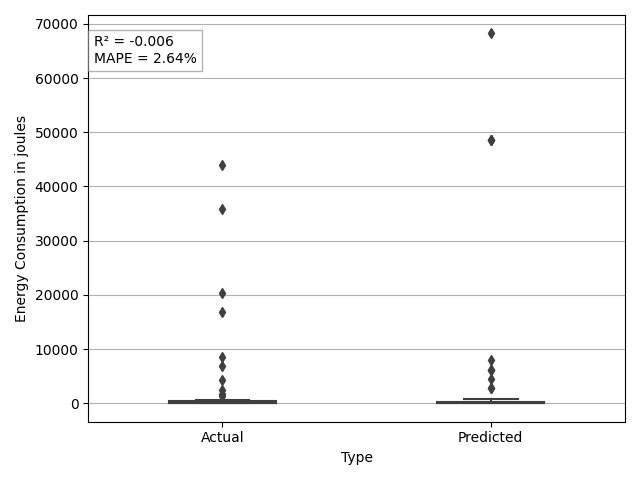 70000
60000
50000
40000
30000
20000
10000
0
R² = -0.006
MAPE = 2.64%
Energy Consumption in joules
Actual
Predicted
Type